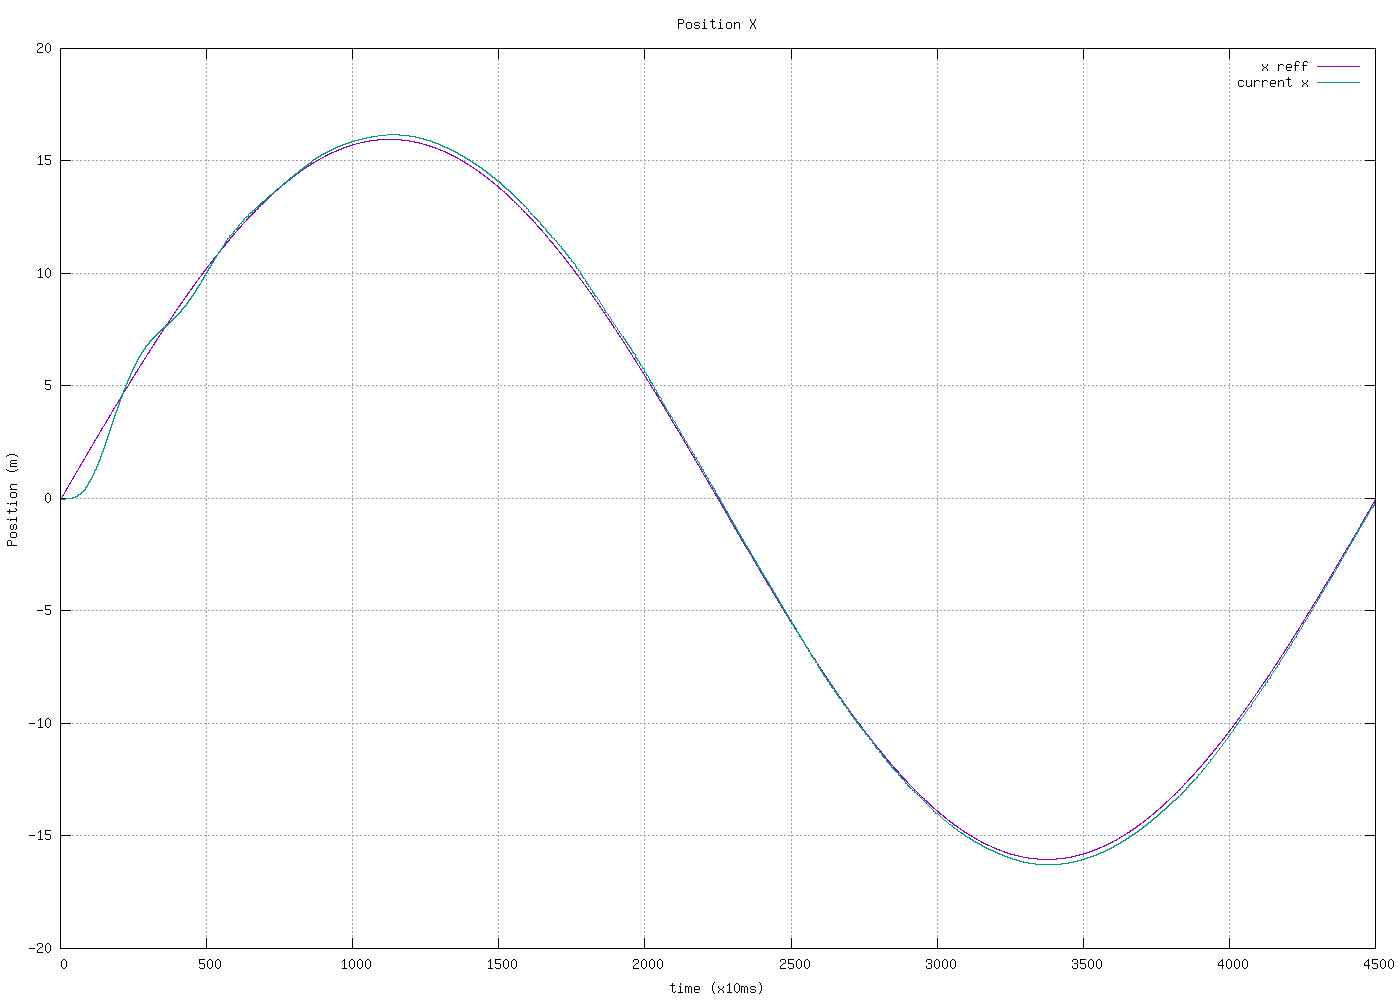 Position X
x reff
current x
20
15
10
5
0
-5
-10
-15
-20
Position (m)
0 500 1000 1500 2000 2500 3000 3500 4000 4500
time (x10ms)